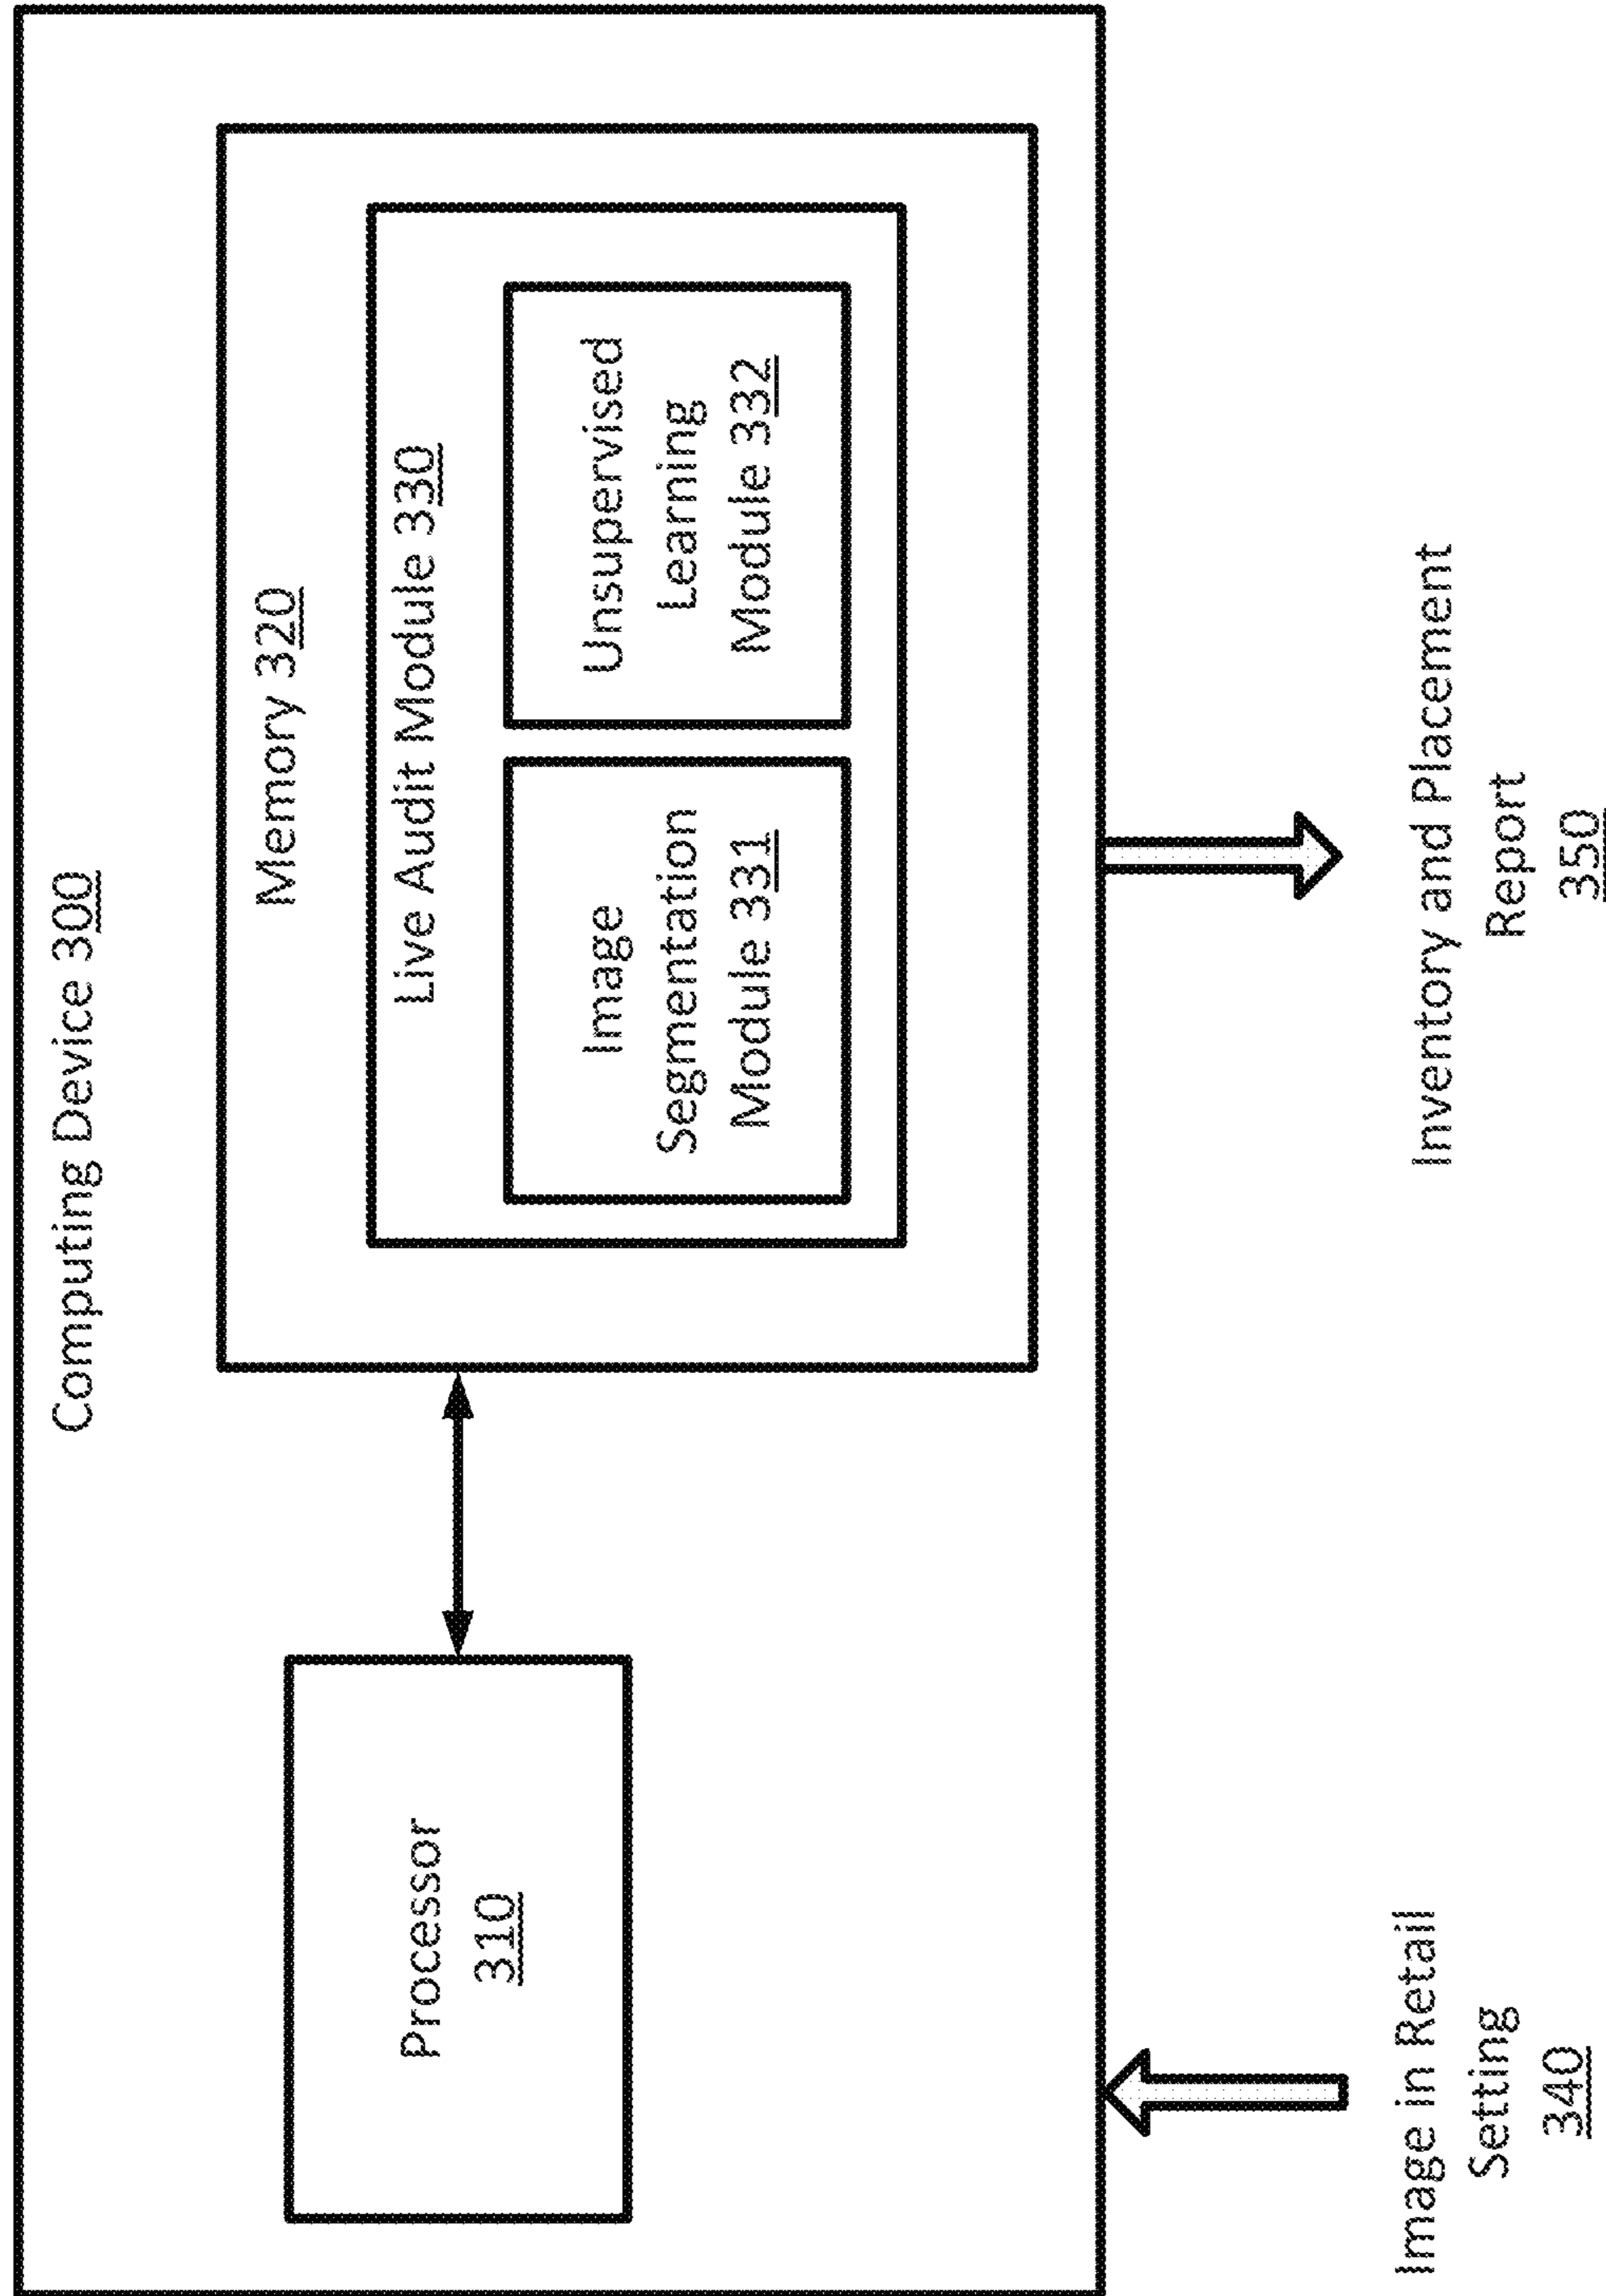 Computing Device 300
Processor
310
Memory 320
Live Audit Module 330
Image
Segmentation
Module 331
Unsupervised
Learning
Module 332
Image in Retail
Setting
340
Inventory and Placement
Report
350